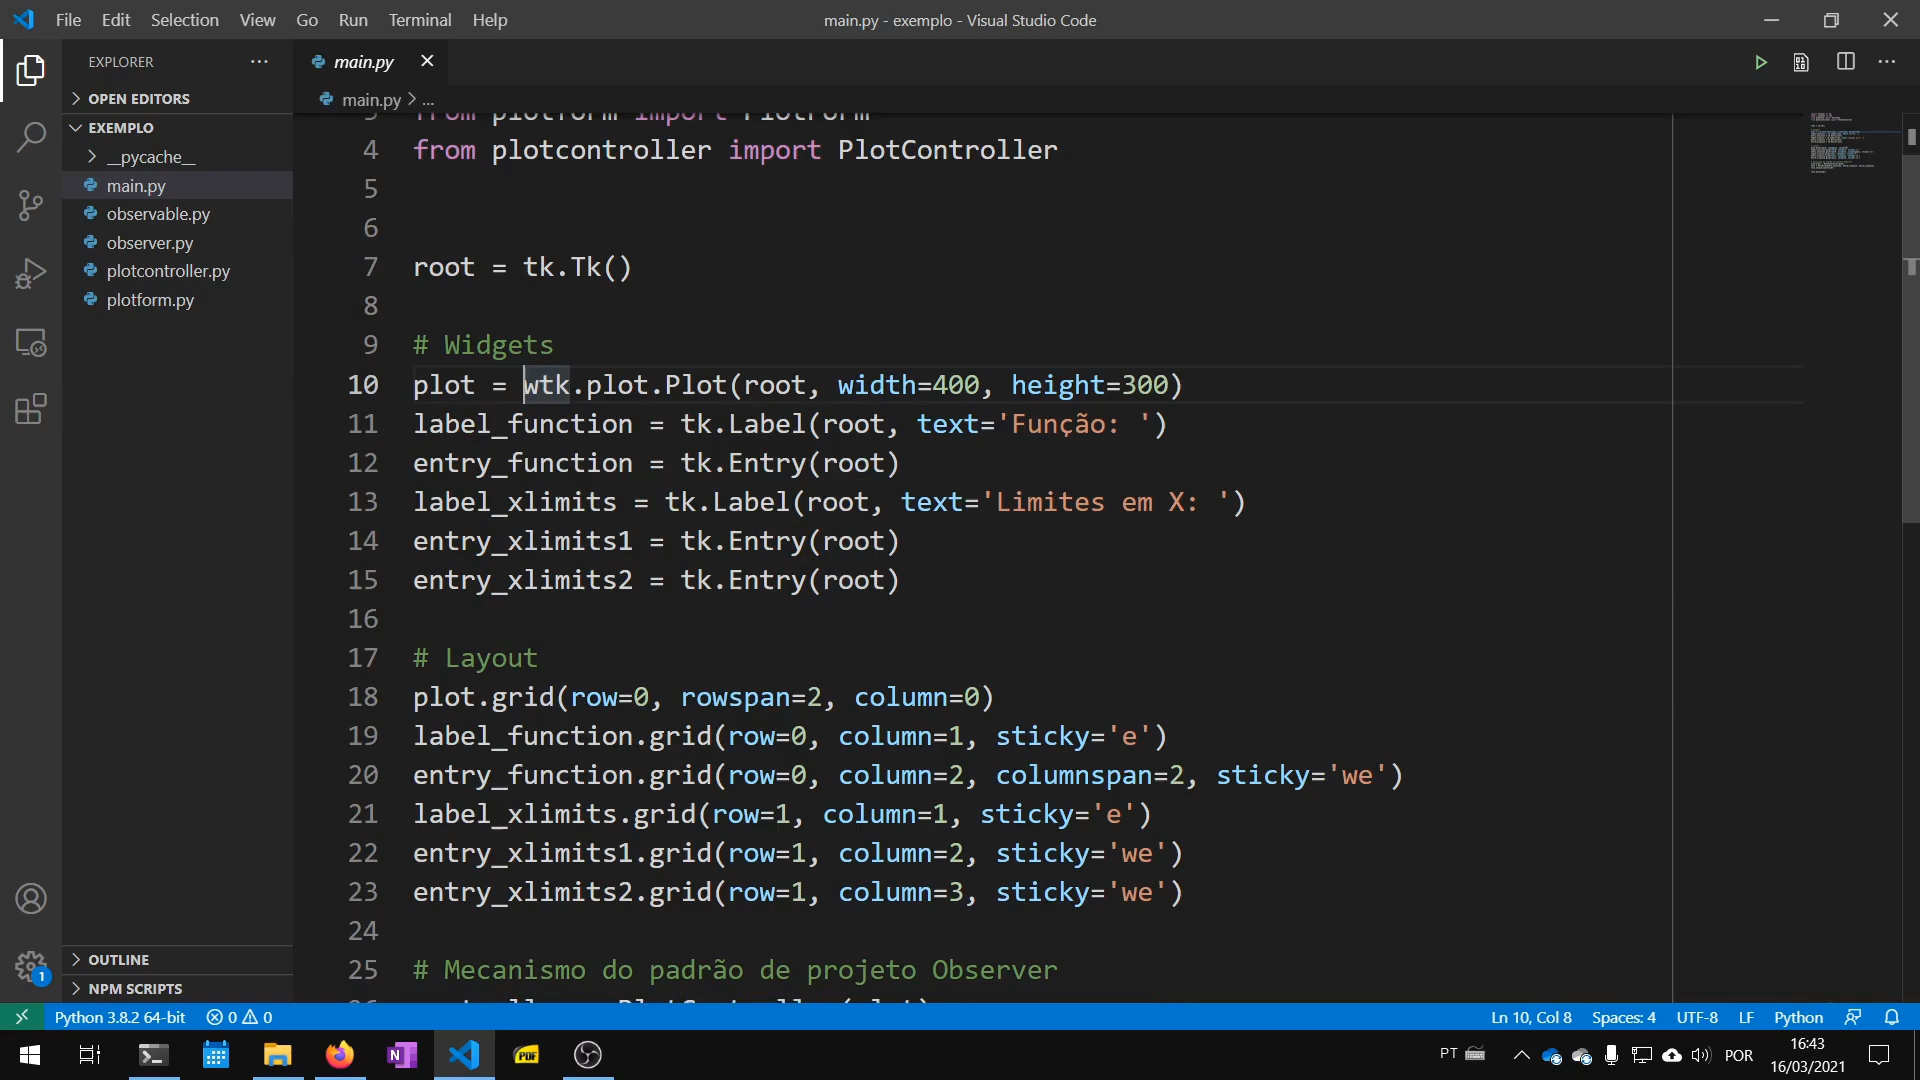 File Edit Selection View Go Run Terminal Help
main.py - exemplo - Visual Studio Code
EXPLORER
main.py
OPEN EDITORS
main.py > ...
EXEMPLO
__pycache__
main.py
observable.py
observer.py
plotcontroller.py
plotform.py
OUTLINE
NPM SCRIPTS
3 from plotform import PlotForm
4 from plotcontroller import PlotController
5
6
7 root = tk.Tk()
8
9 # Widgets
10 plot = wtk.plot.Plot(root, width=400, height=300)
11 label_function = tk.Label(root, text='Função: ')
12 entry_function = tk.Entry(root)
13 label_xlimits = tk.Label(root, text='Limites em X: ')
14 entry_xlimits1 = tk.Entry(root)
15 entry_xlimits2 = tk.Entry(root)
16
17 # Layout
18 plot.grid(row=0, rowspan=2, column=0)
19 label_function.grid(row=0, column=1, sticky='e')
20 entry_function.grid(row=0, column=2, columnspan=2, sticky='we')
21 label_xlimits.grid(row=1, column=1, sticky='e')
22 entry_xlimits1.grid(row=1, column=2, sticky='we')
23 entry_xlimits2.grid(row=1, column=3, sticky='we')
24
25 # Mecanismo do padrão de projeto Observer
1
Python 3.8.2 64-bit 0 0
Ln 10, Col 8 Spaces: 4 UTF-8 LF Python
PDF
PT
POR
16:43
16/03/2021